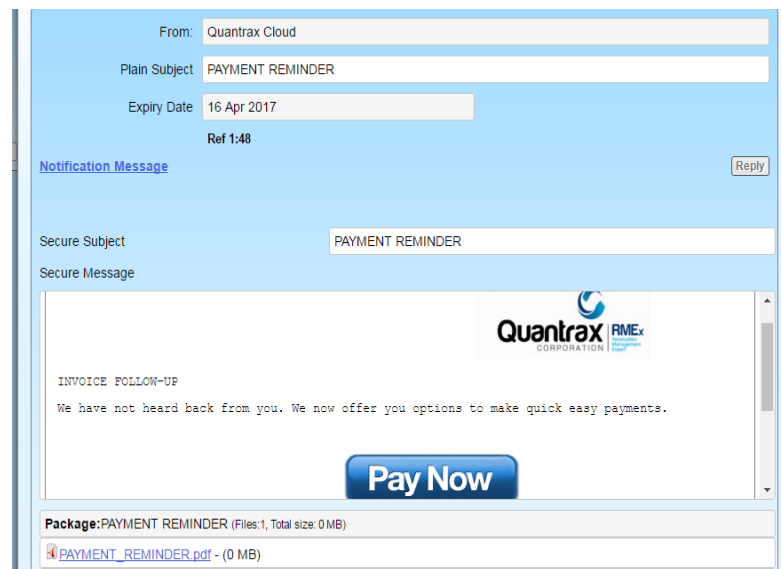 From: Quantrax Cloud
Plain Subject PAYMENT REMINDER
Expiry Date 16 Apr 2017
Ref 1:48
Notification Message Reply
Secure Subject PAYMENT REMINDER
Secure Message
Quantrax RMEx
CORPORATION Receivables Management Expert
INVOICE FOLLOW-UP
We have not heard back from you. We now offer you options to make quick easy payments.
Pay Now
Package:PAYMENT REMINDER (Files:1, Total size: 0 MB)
PAYMENT_REMINDER.pdf - (0 MB)